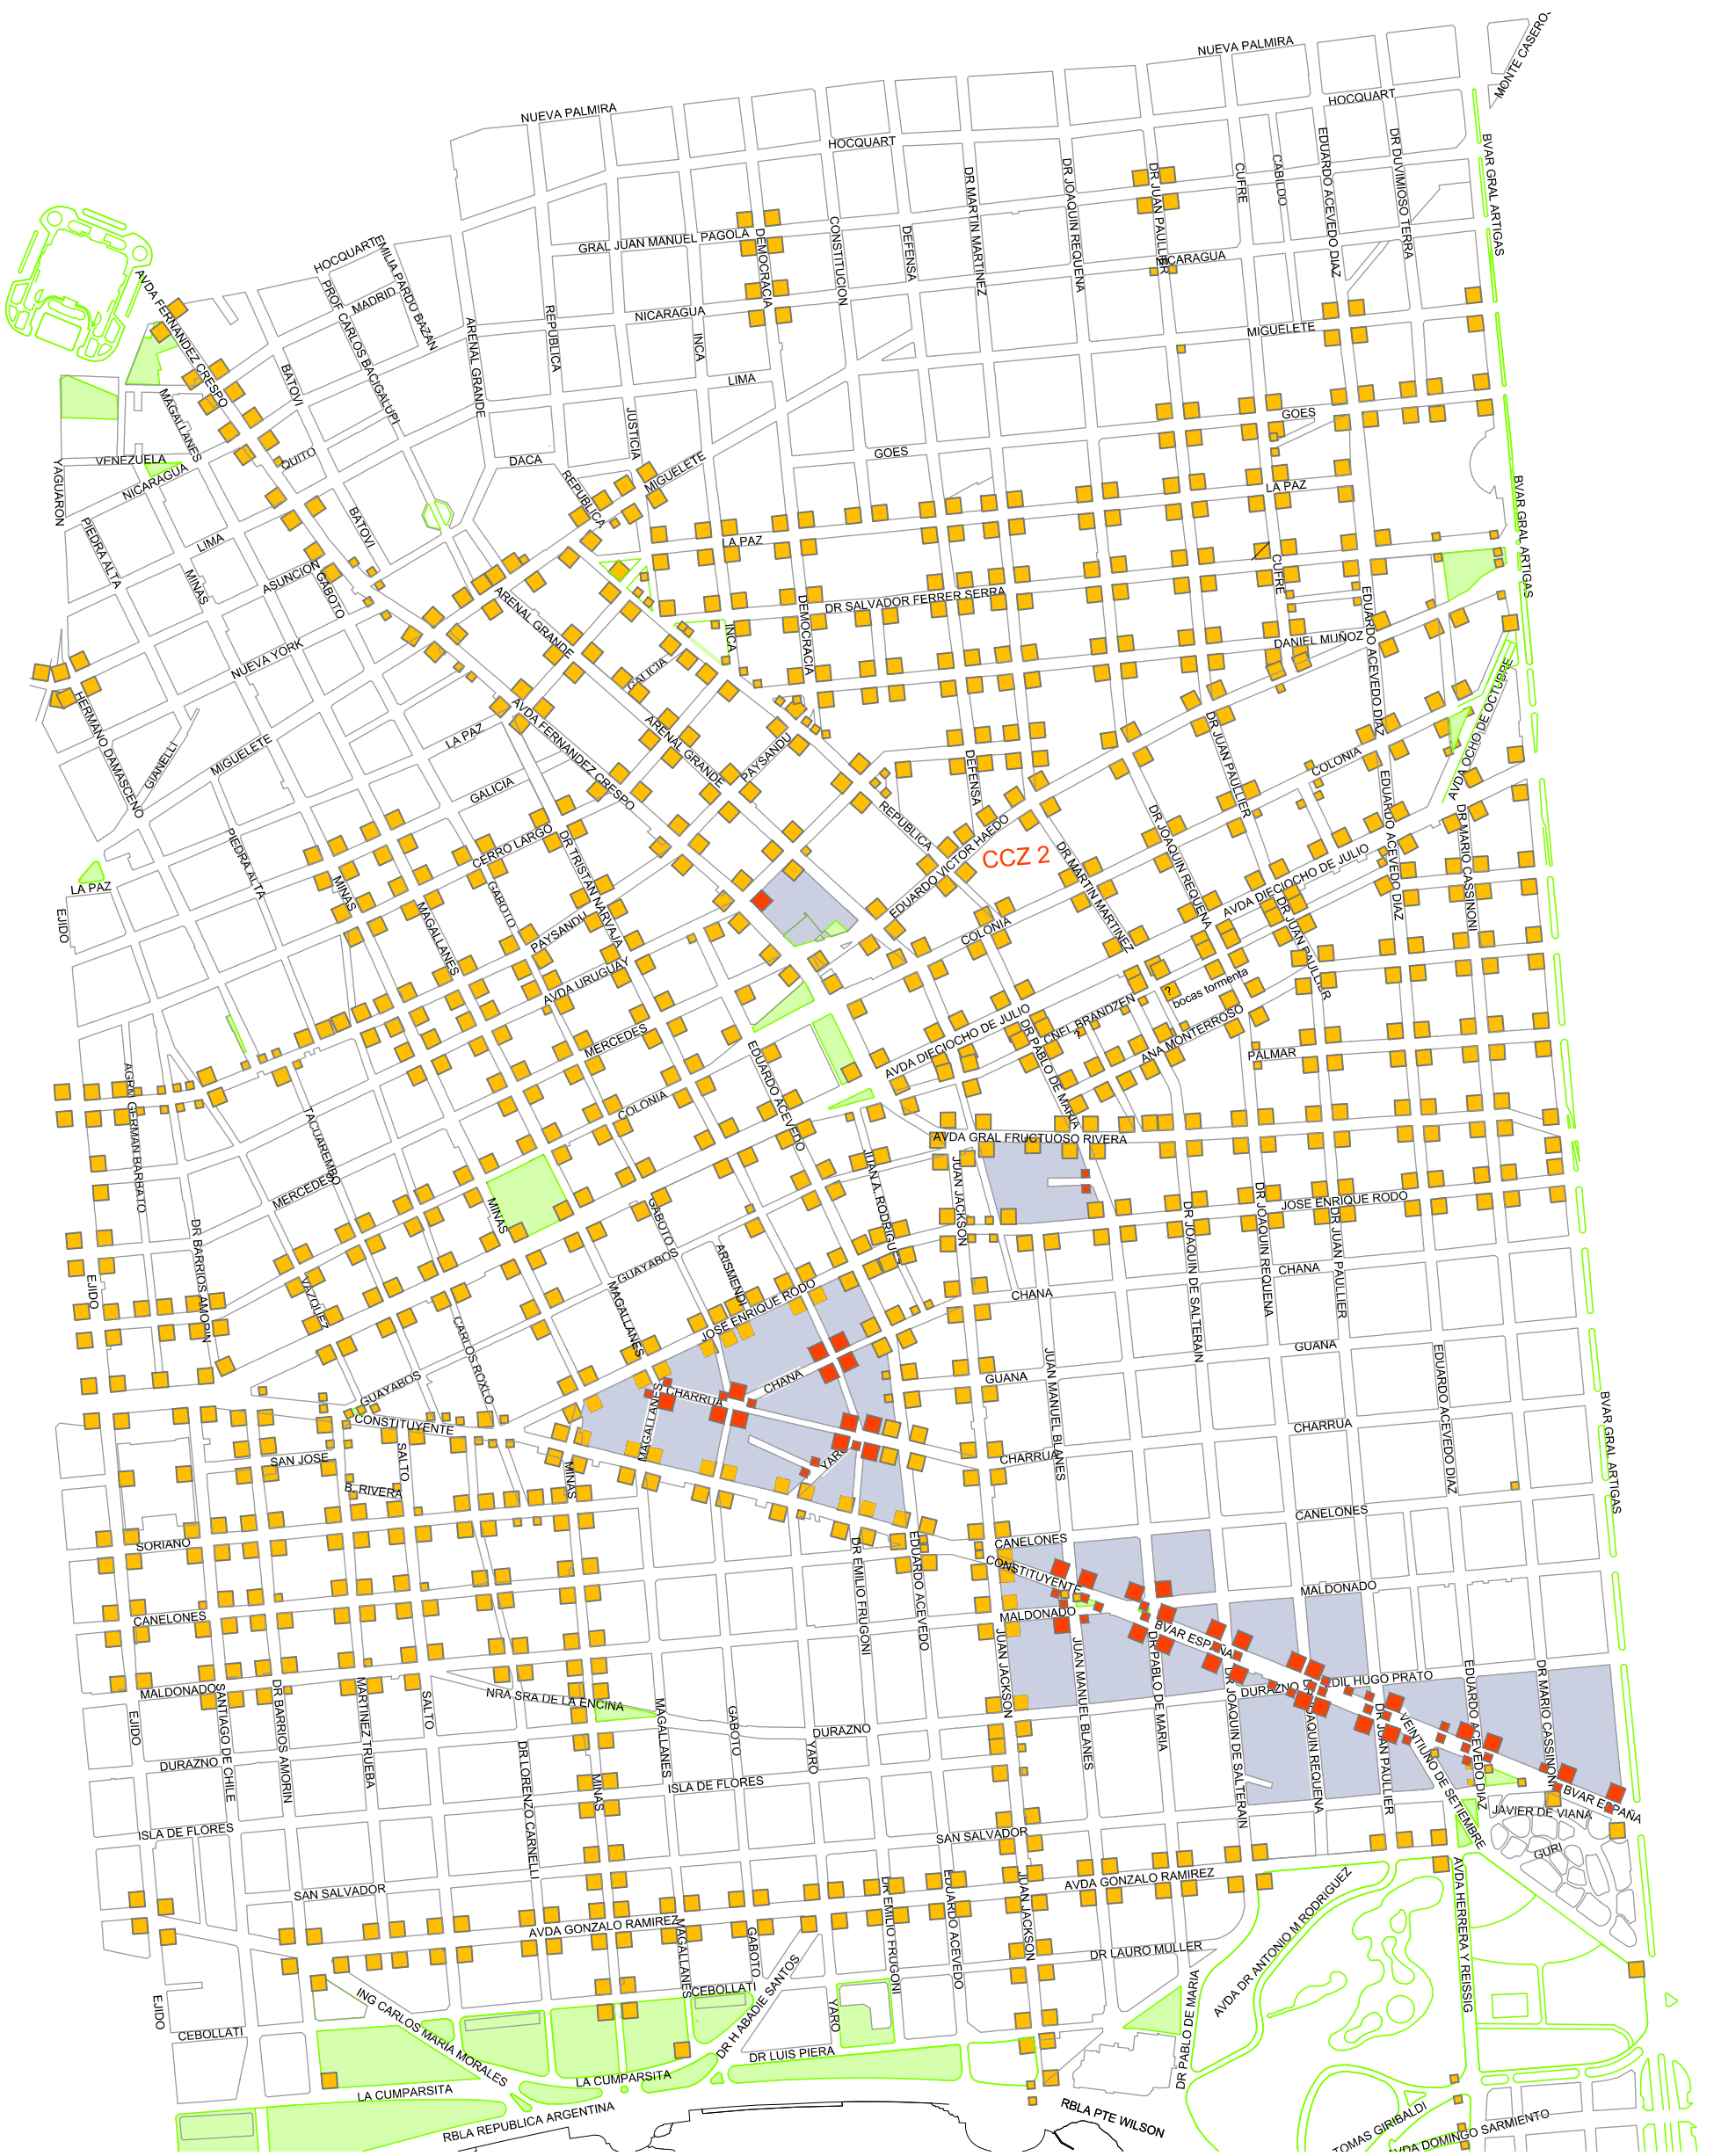 NUEVA PALMIRA
MONTE CASEROS
NUEVA PALMIRA
HOCQUART
HOCQUART
BVAR GRAL ARTIGAS
EDUARDO ACEVEDO DIAZ
DR DUVIMIOSO TERRA
CABILDO
CUFRE
DR JUAN PAULLIER
DR JOAQUIN REQUENA
DR MARTIN MARTINEZ
DEFENSA
CONSTITUCION
DEMOCRACIA
GRAL JUAN MANUEL PAGOLA
HOCQUART
EMILIA PARDO BAZAN
AVDA FERNANDEZ CRESPO
PROF CARLOS BACIGALUPI
MADRID
NICARAGUA
NICARAGUA
MIGUELETE
REPUBLICA
ARENAL GRANDE
INCA
LIMA
BATOVI
MAGALLANES
JUSTICIA
GOES
GOES
VENEZUELA
QUITO
DACA
MIGUELETE
YAGUARON
NICARAGUA
REPUBLICA
LA PAZ
BVAR GRAL ARTIGAS
PIEDRA ALTA
LIMA
BATOVI
LA PAZ
MINAS
ASUNCION
GABOTO
ARENAL GRANDE
CUFRE
DR SALVADOR FERRER SERRA
DEMOCRACIA
INCA
EDUARDO ACEVEDO DIAZ
DANIEL MUÑOZ
NUEVA YORK
GALICIA
HERMANO DAMASCENO
AVDA OCHO DE OCTUBRE
GIANELLI
MIGUELETE
LA PAZ
AVDA FERNANDEZ CRESPO
ARENAL GRANDE
PAYSANDU
DR JUAN PAULLIER
COLONIA
DEFENSA
GALICIA
REPUBLICA
EDUARDO ACEVEDO DIAZ
DR MARIO CASSINONI
PIEDRA ALTA
CERRO LARGO
DR TRISTAN NARVAJA
EDUARDO VICTOR HAEDO
CCZ 2
DR MARTIN MARTINEZ
DR JOAQUIN REQUENA
AVDA DIECIOCHO DE JULIO
LA PAZ
EJIDO
MINAS
GABOTO
MAGALLANES
PAYSANDU
COLONIA
DR JUAN PAULLIER
AVDA URUGUAY
bocas tormenta
?
CNEL BRANDZEN
?
AVDA DIECIOCHO DE JULIO
DR PABLO DE MARIA
ANA MONTERROSO
PALMAR
MERCEDES
EDUARDO ACEVEDO
AGRM GERMAN BARBATO
COLONIA
TACUAREMBO
AVDA GRAL FRUCTUOSO RIVERA
MERCEDES
JUAN A. RODRIGUEZ
JUAN JACKSON
JOSE ENRIQUE RODO
MINAS
GABOTO
DR BARRIOS AMORIN
DR JOAQUIN DE SALTERAIN
DR JOAQUIN REQUENA
DR JUAN PAULLIER
ARISMENDI
GUAYABOS
CHANA
EJIDO
VAZQUEZ
MAGALLANES
JOSE ENRIQUE RODO
CHANA
CARLOS ROXLO
GUANA
EDUARDO ACEVEDO DIAZ
JUAN MANUEL BLANES
GUANA
GUAYABOS
CHANA
CHARRUA
MAGALLANES
BVAR GRAL ARTIGAS
CONSTITUYENTE
CHARRUA
SAN JOSE
SALTO
MINAS
YARO
CHARRUA
B. RIVERA
CANELONES
SORIANO
CANELONES
CONSTITUYENTE
DR EMILIO FRUGONI
EDUARDO ACEVEDO
MALDONADO
CANELONES
MALDONADO
BVAR ESPAÑA
JUAN JACKSON
JUAN MANUEL BLANES
DR PABLO DE MARIA
MALDONADO
NRA SRA DE LA ENCINA
DURAZNO
EDIL HUGO PRATO
EJIDO
SANTIAGO DE CHILE
DR BARRIOS AMORIN
MARTINEZ TRUEBA
SALTO
MAGALLANES
GABOTO
YARO
DURAZNO
DR JOAQUIN DE SALTERAIN
JOAQUIN REQUENA
DR JUAN PAULLIER
VEINTIUNO DE SETIEMBRE
EDUARDO ACEVEDO DIAZ
DR MARIO CASSINONI
DURAZNO
DR LORENZO CARNELLI
MINAS
ISLA DE FLORES
BVAR ESPAÑA
JAVIER DE VIANA
ISLA DE FLORES
SAN SALVADOR
GURI
SAN SALVADOR
AVDA GONZALO RAMIREZ
DR EMILIO FRUGONI
EDUARDO ACEVEDO
JUAN JACKSON
AVDA GONZALO RAMIREZ
MAGALLANES
GABOTO
DR LAURO MULLER
AVDA DR ANTONIO M RODRIGUEZ
AVDA HERRERA Y REISSIG
EJIDO
ING CARLOS MARIA MORALES
CEBOLLATI
DR H ABADIE SANTOS
YARO
DR PABLO DE MARIA
CEBOLLATI
DR LUIS PIERA
LA CUMPARSITA
LA CUMPARSITA
RBLA REPUBLICA ARGENTINA
RBLA PTE WILSON
TOMAS GIRIBALDI
AVDA DOMINGO SARMIENTO